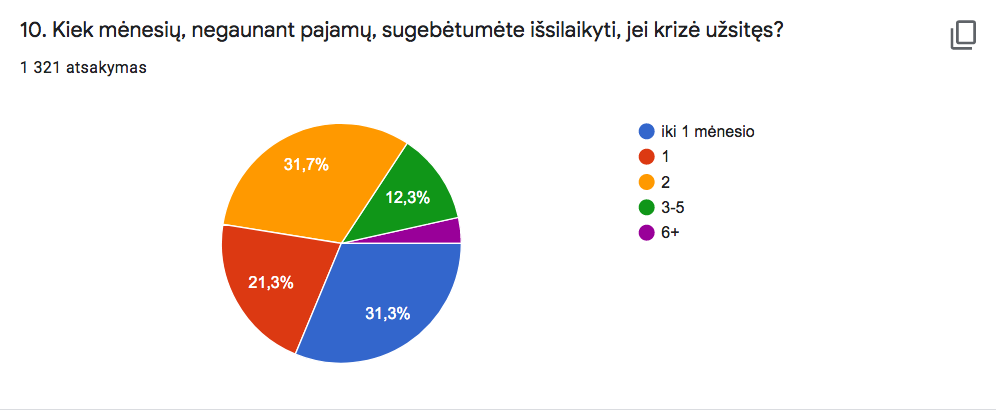 10. Kiek mėnesių, negaunant pajamų, sugebėtumėte išsilaikyti, jei krizė užsitęs?
1 321 atsakymas
31,7%
12,3%
21,3%
31,3%
iki 1 mėnesio
1
2
3-5
6+